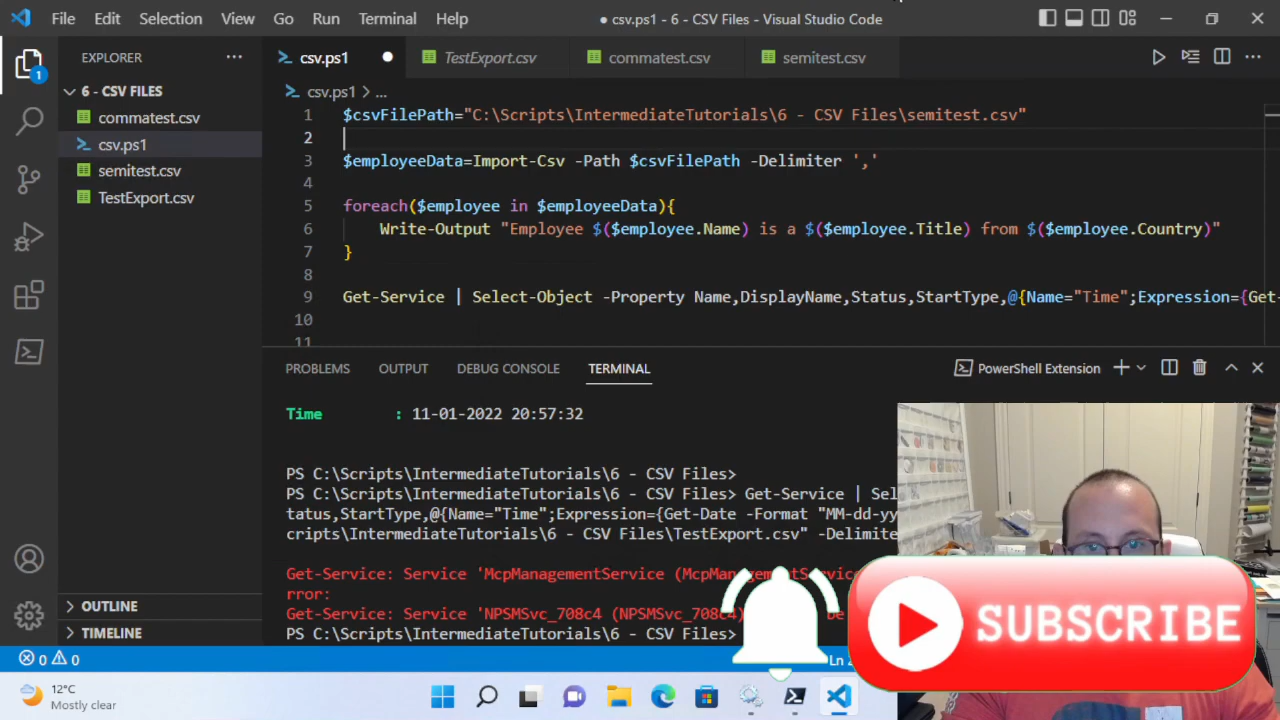 File Edit Selection View Go Run Terminal Help
● csv.ps1 - 6 - CSV Files - Visual Studio Code
EXPLORER ···
csv.ps1 ● TestExport.csv commatest.csv semitest.csv
6 - CSV FILES
commatest.csv
csv.ps1
semitest.csv
TestExport.csv
1
csv.ps1 > ...
1 $csvFilePath="C:\Scripts\IntermediateTutorials\6 - CSV Files\semitest.csv"
2
3 $employeeData=Import-Csv -Path $csvFilePath -Delimiter ','
4
5 foreach($employee in $employeeData){
6 Write-Output "Employee $($employee.Name) is a $($employee.Title) from $($employee.Country)"
7 }
8
9 Get-Service | Select-Object -Property Name,DisplayName,Status,StartType,@{Name="Time";Expression={Get-
10
11
PROBLEMS OUTPUT DEBUG CONSOLE TERMINAL PowerShell Extension
Time : 11-01-2022 20:57:32
PS C:\Scripts\IntermediateTutorials\6 - CSV Files>
PS C:\Scripts\IntermediateTutorials\6 - CSV Files> Get-Service | Sel
tatus,StartType,@{Name="Time";Expression={Get-Date -Format "MM-dd-yy
cripts\IntermediateTutorials\6 - CSV Files\TestExport.csv" -Delimite
Get-Service: Service 'McpManagementService (McpManagementService
rror:
Get-Service: Service 'NPSMSvc_708c4 (NPSMSvc_708c4) be
PS C:\Scripts\IntermediateTutorials\6 - CSV Files>
OUTLINE
TIMELINE
0 0
Ln 2
SUBSCRIBE
12°C
Mostly clear